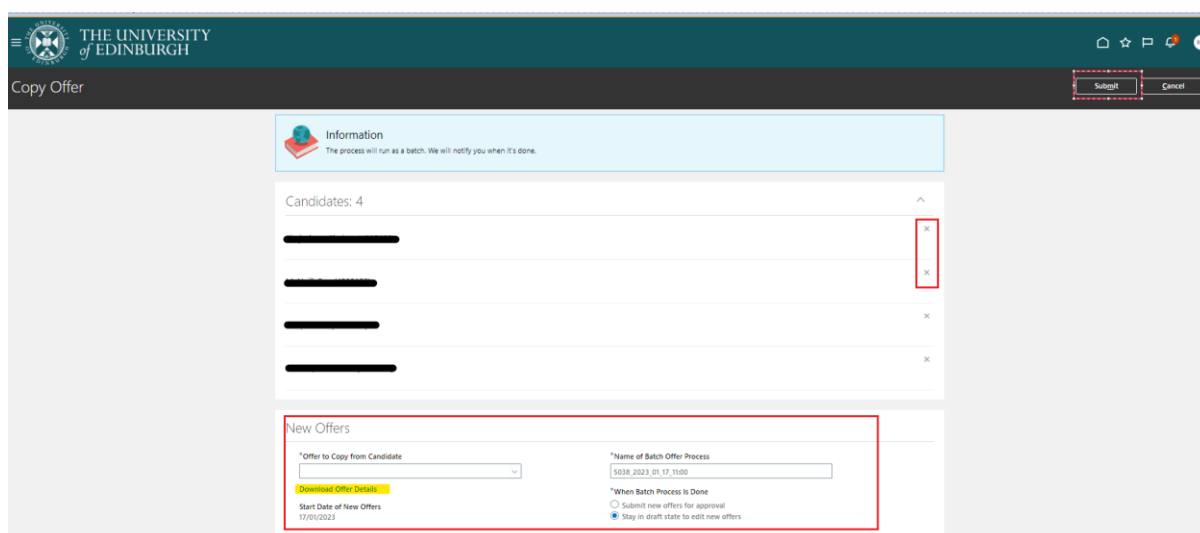 THE UNIVERSITY
of EDINBURGH
Copy Offer
Submit
Cancel
Information
The process will run as a batch. We will notify you when it's done.
Candidates: 4
New Offers
*Offer to Copy from Candidate
*Name of Batch Offer Process
5038_2023_01_17_11:00
Download Offer Details
*When Batch Process Is Done
Submit new offers for approval
Start Date of New Offers
17/01/2023
Stay in draft state to edit new offers